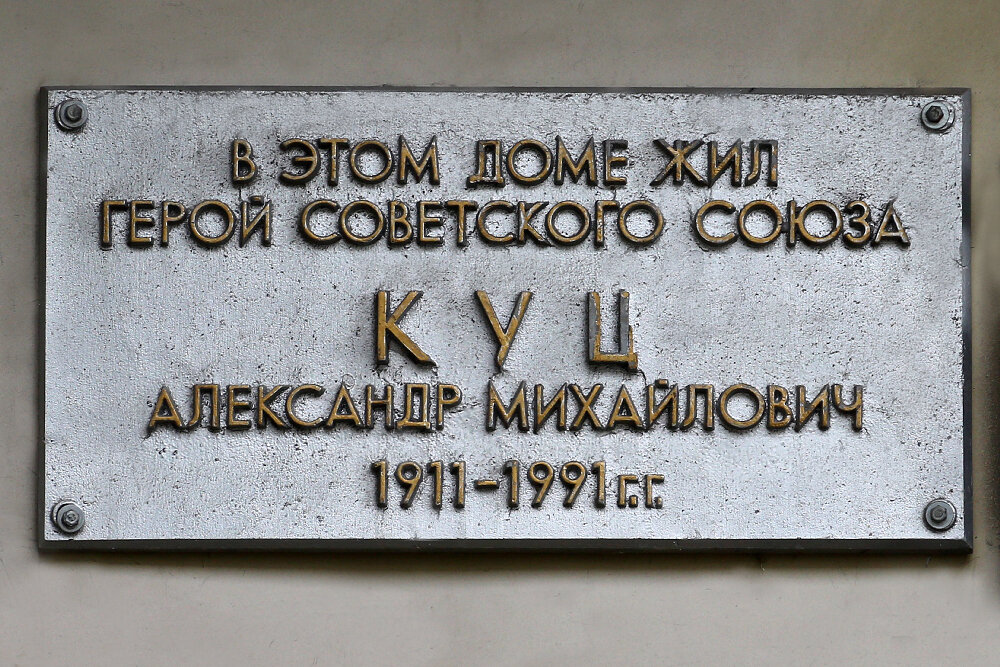 В ЭТОМ ДОМЕ ЖИЛ
ГЕРОЙ СОВЕТСКОГО СОЮЗА
КУЦ
АЛЕКСАНДР МИХАЙЛОВИЧ
1911-1991г.г.